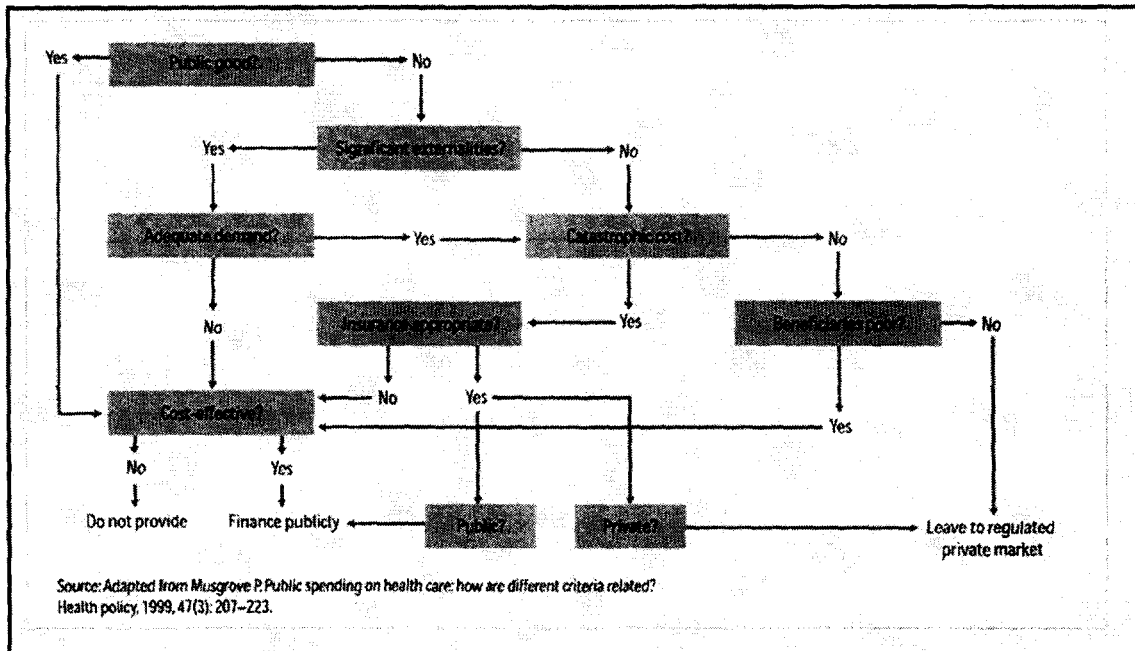 Yes
Public good?
No
Yes
Significant externalities?
No
Adequate demand?
Yes
Catastrophic cost?
No
No
Insurance appropriate?
Yes
Beneficiaries poor?
No
Cost-effective?
No
Yes
Yes
No
Yes
Do not provide
Finance publicly
Public?
Private?
Leave to regulated
private market
Source: Adapted from Musgrove P. Public spending on health care: how are different criteria related?
Health policy, 1999, 47(3): 207–223.